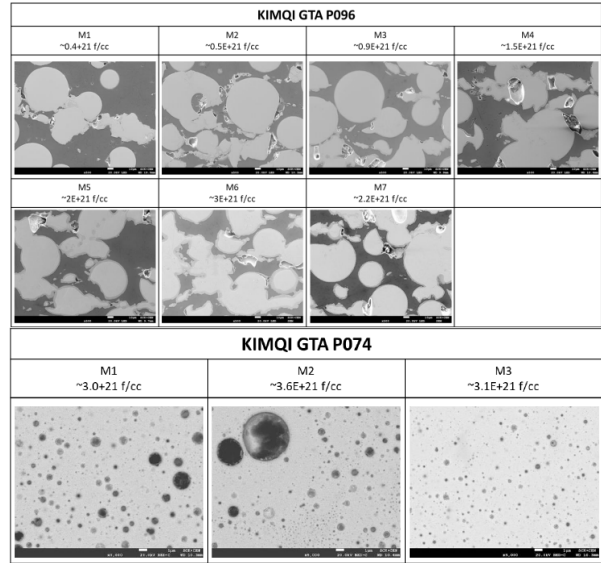 KIMQI GTA P096
M1 M2 M3 M4
~0.4+21 f/cc ~0.5E+21 f/cc ~0.9E+21 f/cc ~1.5E+21 f/cc
M5 M6 M7
~2E+21 f/cc ~3E+21 f/cc ~2.2E+21 f/cc
KIMQI GTA P074
M1 M2 M3
~3.0+21 f/cc ~3.6E+21 f/cc ~3.1E+21 f/cc